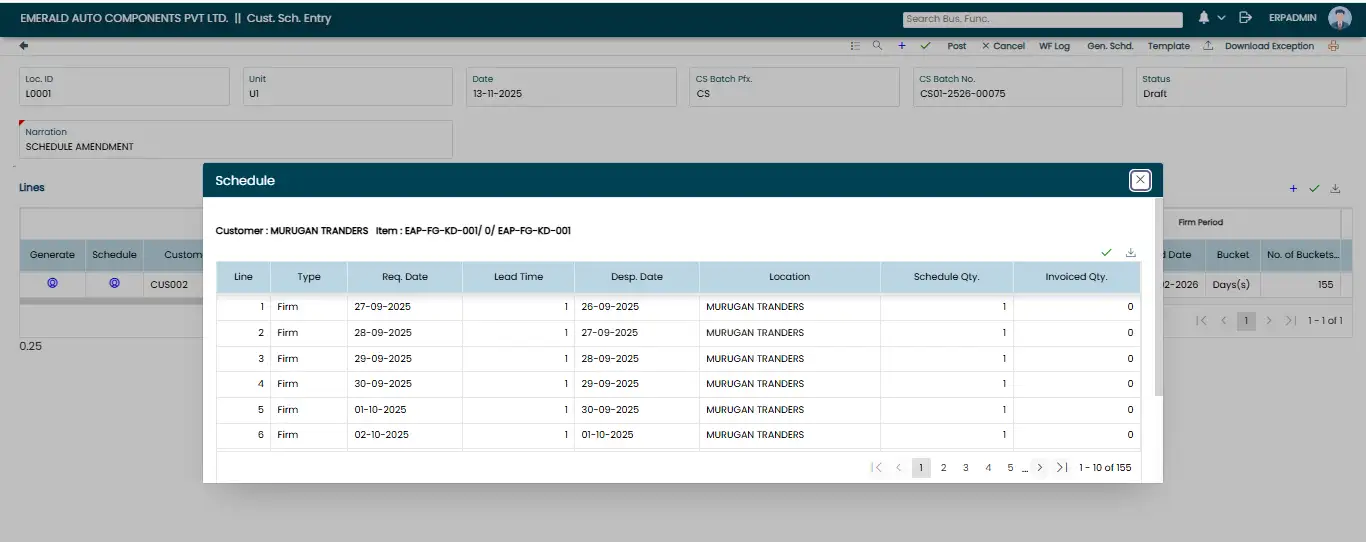 EMERALD AUTO COMPONENTS PVT LTD. || Cust. Sch. Entry
Search Bus. Func.
ERPADMIN
Post
Cancel
WF Log
Gen. Schd.
Template
Download Exception
Loc. ID
L0001
Unit
U1
Date
13-11-2025
CS Batch Pfx.
CS
CS Batch No.
CS01-2526-00075
Status
Draft
Narration
SCHEDULE AMENDMENT
Lines
Firm Period
Generate Schedule Custom
d Date Bucket No. of Buckets...
CUS002
2-2026 Days(s) 155
1 1 - 1 of 1
0.25
Schedule
Customer : MURUGAN TRANDERS Item : EAP-FG-KD-001/ 0/ EAP-FG-KD-001
Line Type Req. Date Lead Time Desp. Date Location Schedule Qty. Invoiced Qty.
1 Firm 27-09-2025 1 26-09-2025 MURUGAN TRANDERS 1 0
2 Firm 28-09-2025 1 27-09-2025 MURUGAN TRANDERS 1 0
3 Firm 29-09-2025 1 28-09-2025 MURUGAN TRANDERS 1 0
4 Firm 30-09-2025 1 29-09-2025 MURUGAN TRANDERS 1 0
5 Firm 01-10-2025 1 30-09-2025 MURUGAN TRANDERS 1 0
6 Firm 02-10-2025 1 01-10-2025 MURUGAN TRANDERS 1 0
1 2 3 4 5 ... 1 - 10 of 155